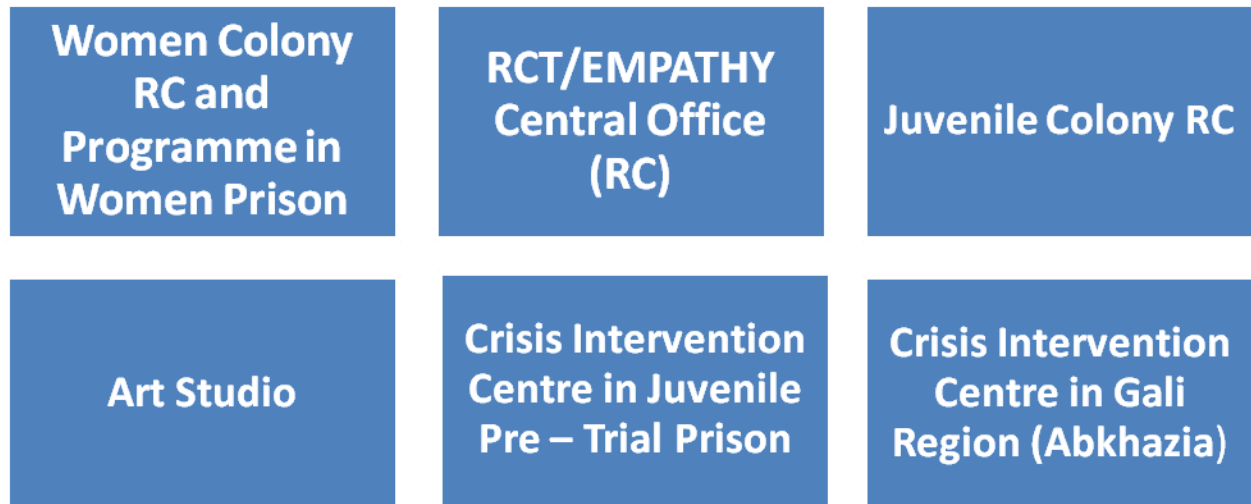 Women Colony
RC and
Programme in
Women Prison
RCT/EMPATHY
Central Office
(RC)
Juvenile Colony RC
Art Studio
Crisis Intervention
Centre in Juvenile
Pre – Trial Prison
Crisis Intervention
Centre in Gali
Region (Abkhazia)